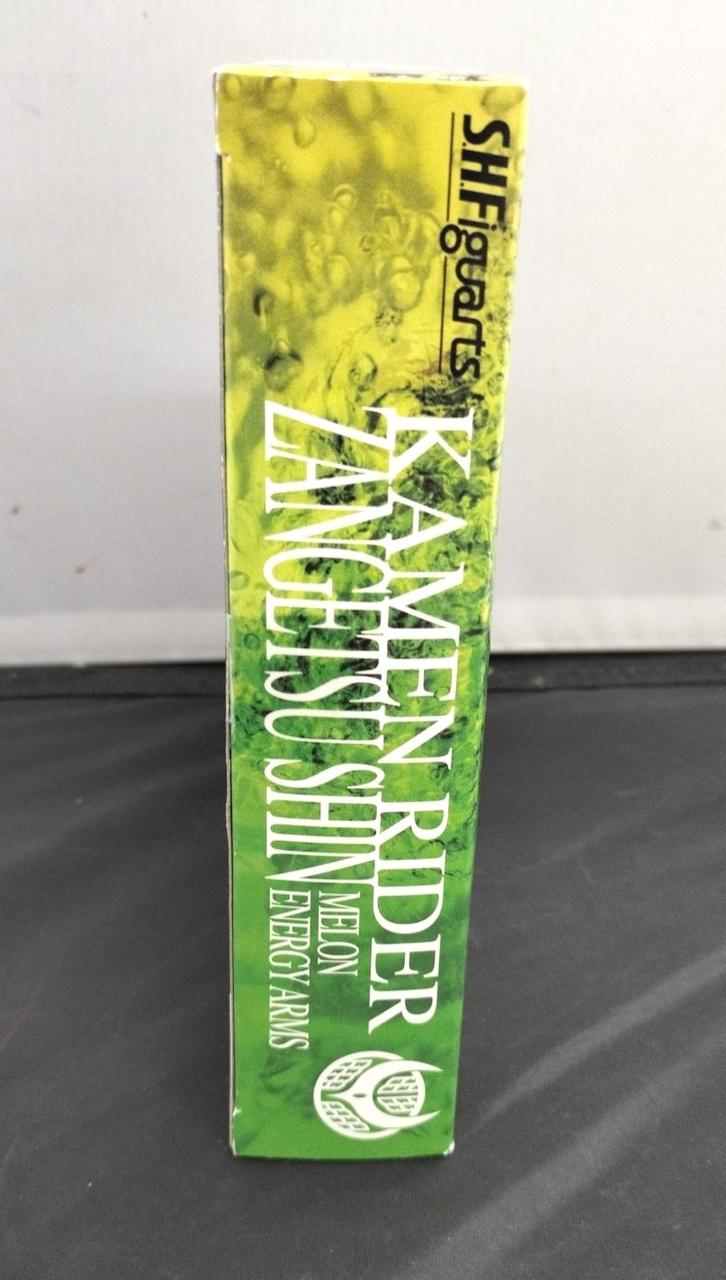 S.H.Figuarts
KAMEN RIDER
ZANGETSU SHIN
MELON
ENERGY ARMS